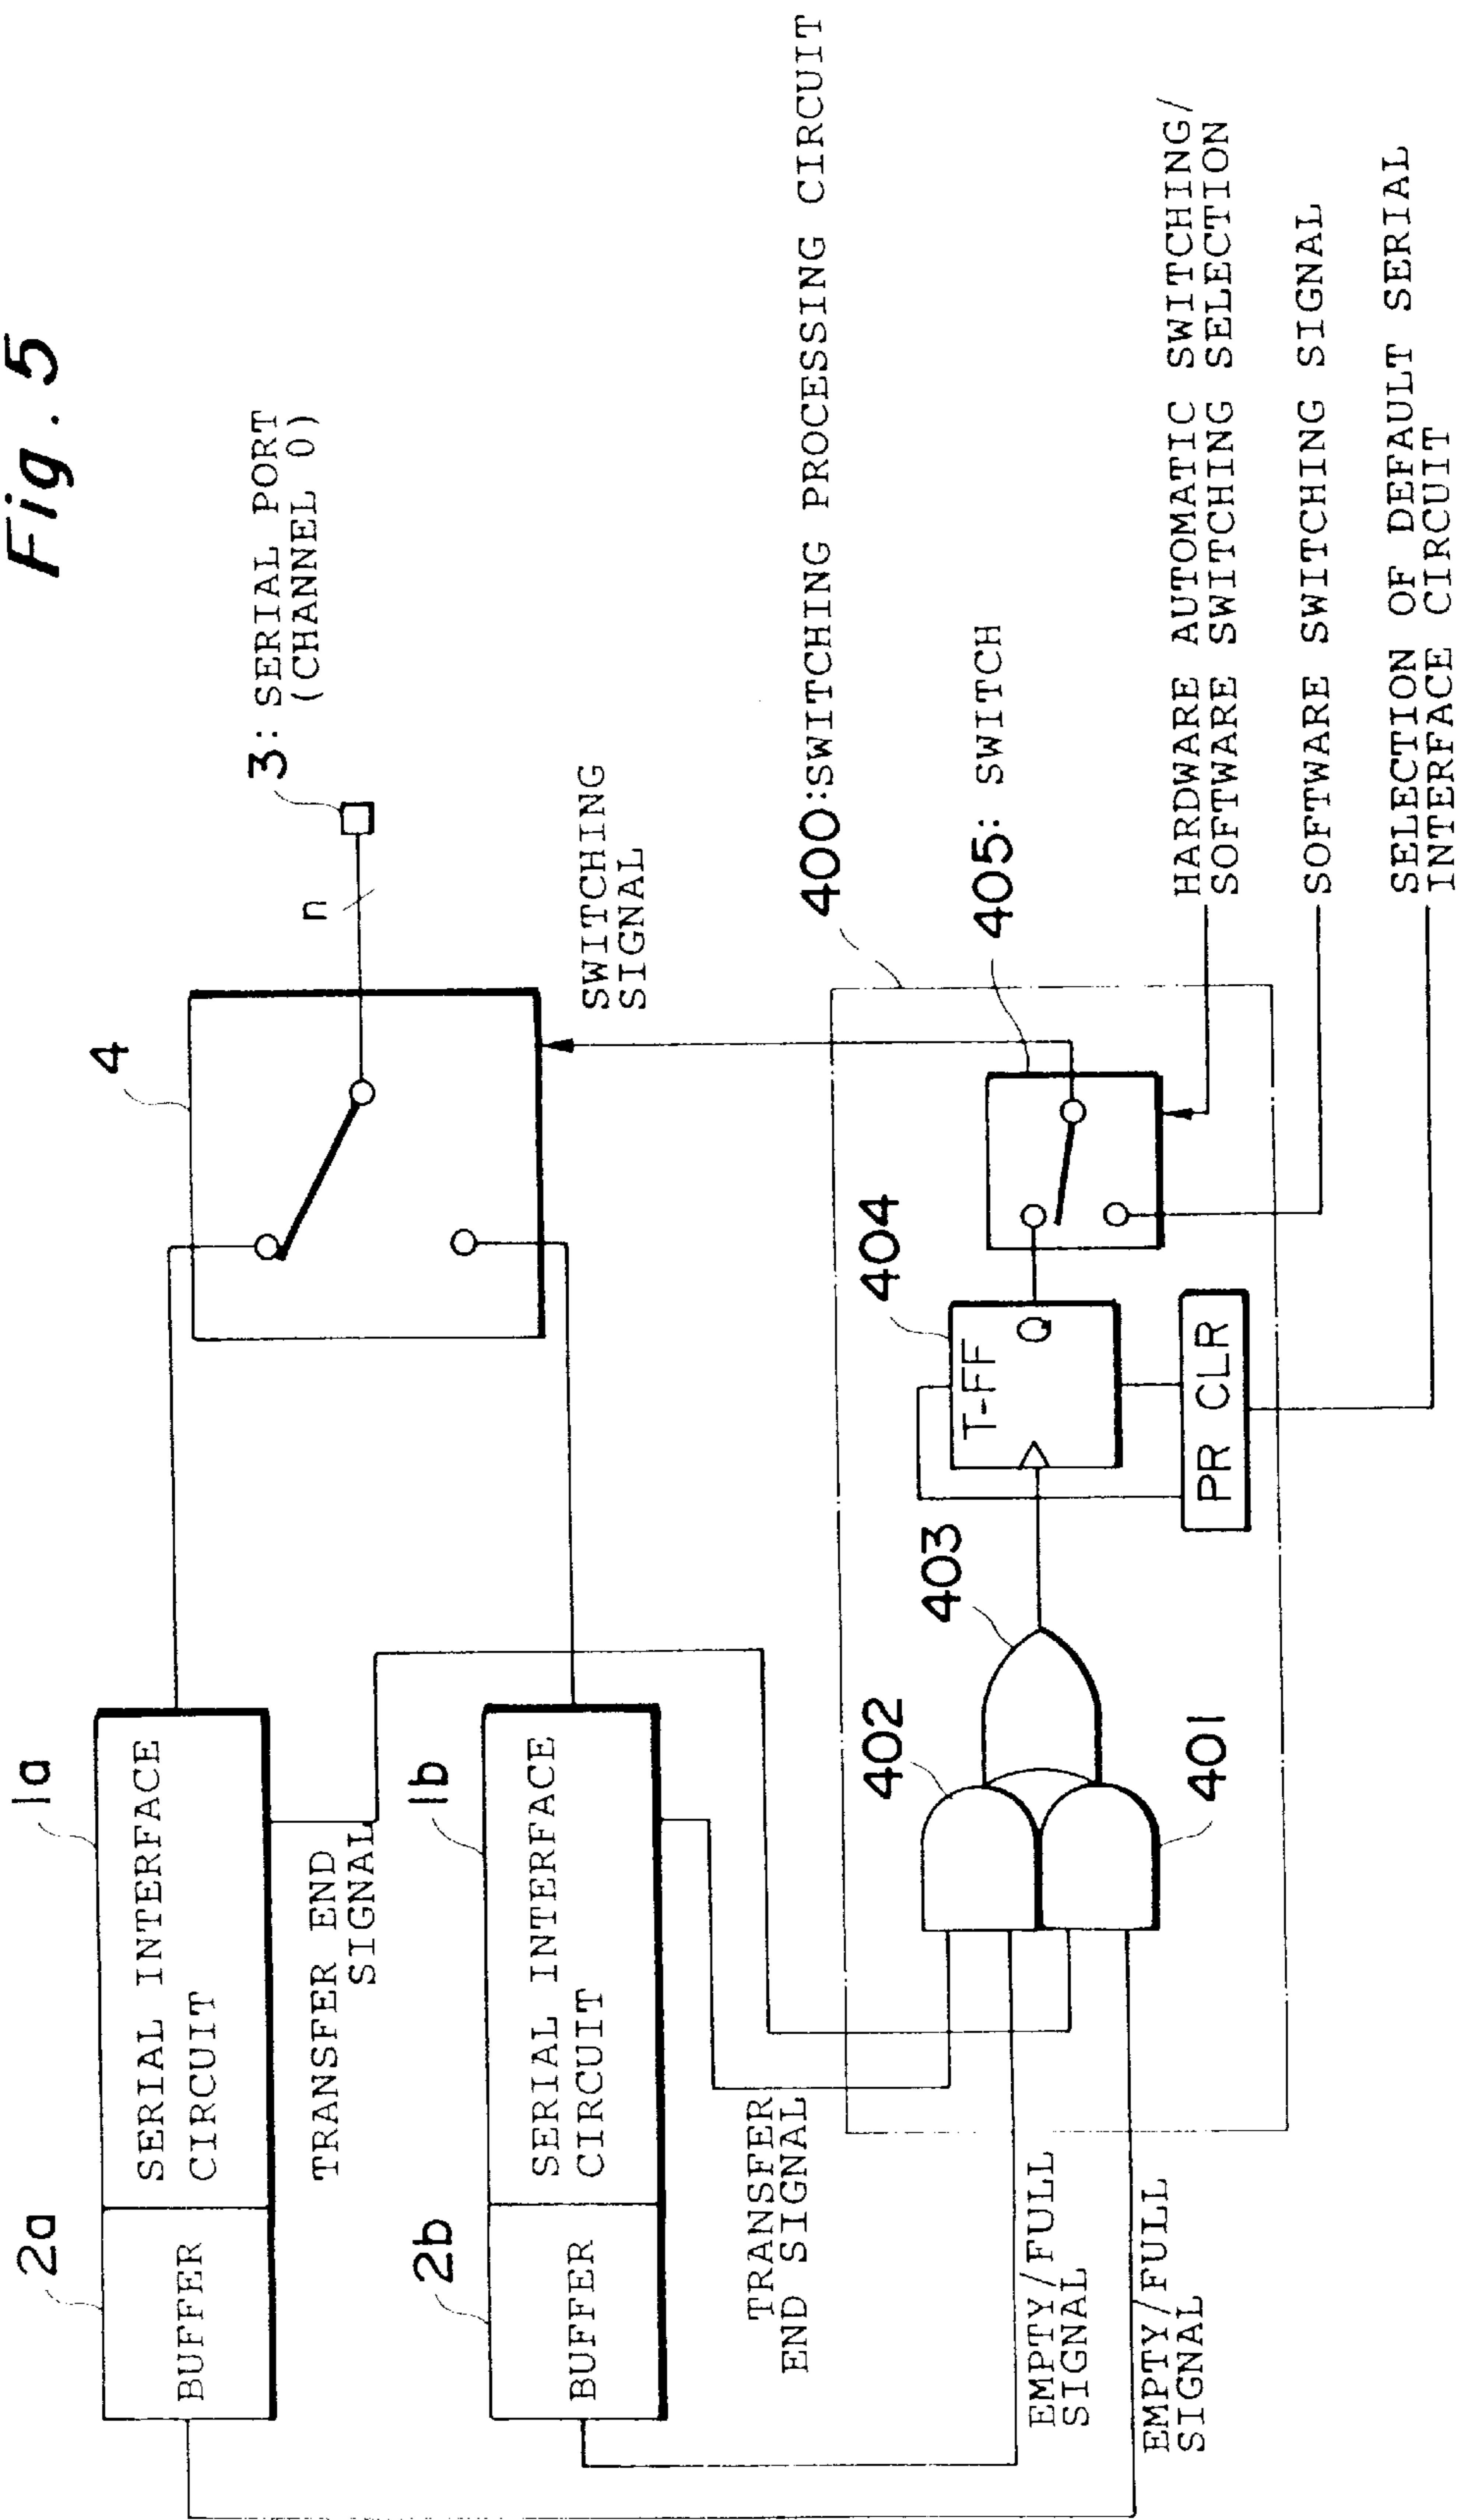 Fig. 5
3: SERIAL PORT
(CHANNEL 0)
n
4
SWITCHING
SIGNAL
1a
SERIAL INTERFACE
CIRCUIT
2a
BUFFER
TRANSFER END
SIGNAL
1b
SERIAL INTERFACE
CIRCUIT
2b
BUFFER
TRANSFER
END SIGNAL
EMPTY/FULL
SIGNAL
EMPTY/FULL
SIGNAL
400:SWITCHING PROCESSING CIRCUIT
402
401
403
404
T-FF
Q
PR CLR
405: SWITCH
HARDWARE AUTOMATIC SWITCHING/
SOFTWARE SWITCHING SELECTION
SOFTWARE SWITCHING SIGNAL
SELECTION OF DEFAULT SERIAL
INTERFACE CIRCUIT